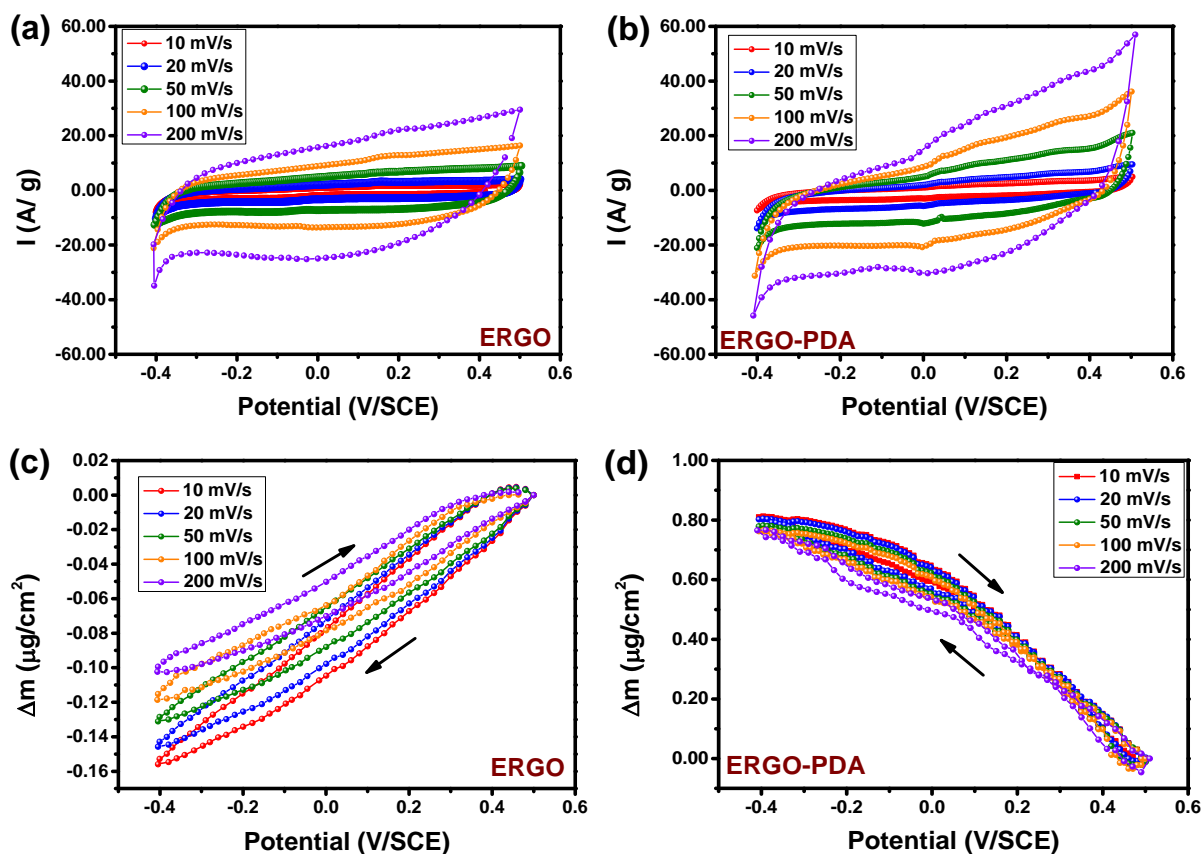 (a)
60.00
40.00
20.00
0.00
-20.00
-40.00
-60.00
I (A/ g)
10 mV/s
20 mV/s
50 mV/s
100 mV/s
200 mV/s
ERGO
-0.4 -0.2 0.0 0.2 0.4 0.6
Potential (V/SCE)
(b)
60.00
40.00
20.00
0.00
-20.00
-40.00
-60.00
I (A/ g)
10 mV/s
20 mV/s
50 mV/s
100 mV/s
200 mV/s
ERGO-PDA
-0.4 -0.2 0.0 0.2 0.4 0.6
Potential (V/SCE)
(c)
0.02
0.00
-0.02
-0.04
-0.06
-0.08
-0.10
-0.12
-0.14
-0.16
Δm (µg/cm²)
10 mV/s
20 mV/s
50 mV/s
100 mV/s
200 mV/s
ERGO
-0.4 -0.2 0.0 0.2 0.4 0.6
Potential (V/SCE)
(d)
1.00
0.80
0.60
0.40
0.20
0.00
Δm (µg/cm²)
10 mV/s
20 mV/s
50 mV/s
100 mV/s
200 mV/s
ERGO-PDA
-0.4 -0.2 0.0 0.2 0.4 0.6
Potential (V/SCE)